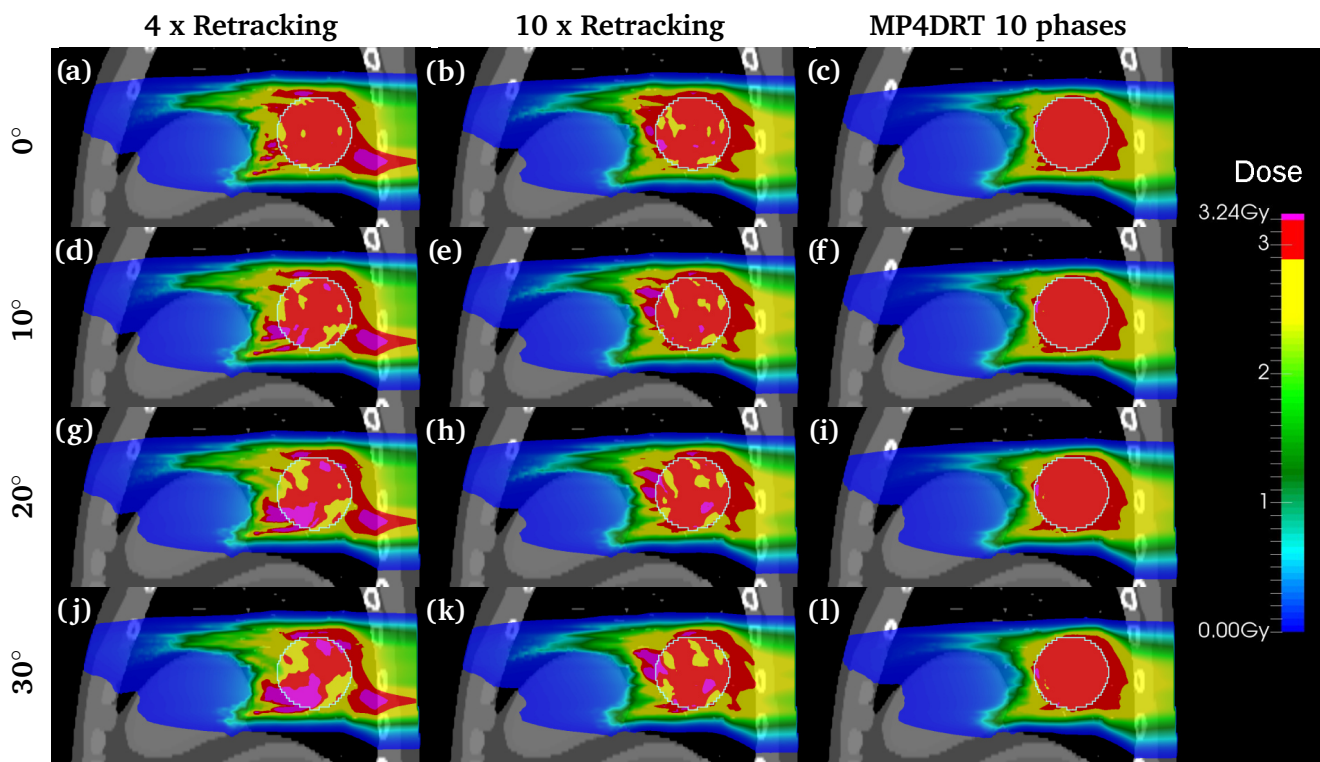 4 x Retracking 10 x Retracking MP4DRT 10 phases
(a) (b) (c)
0°
Dose
3.24Gy
3
(d) (e) (f)
10°
2
(g) (h) (i)
20°
1
(j) (k) (l)
0.00Gy
30°